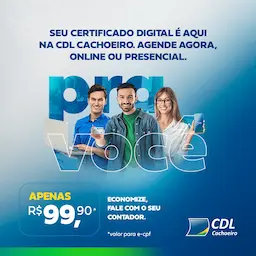 SEU CERTIFICADO DIGITAL É AQUI
NA CDL CACHOEIRO. AGENDE AGORA,
ONLINE OU PRESENCIAL.
pra
você
APENAS
R$99,90*
ECONOMIZE,
FALE COM O SEU
CONTADOR.
*valor para e-cpf
CDL
Cachoeiro